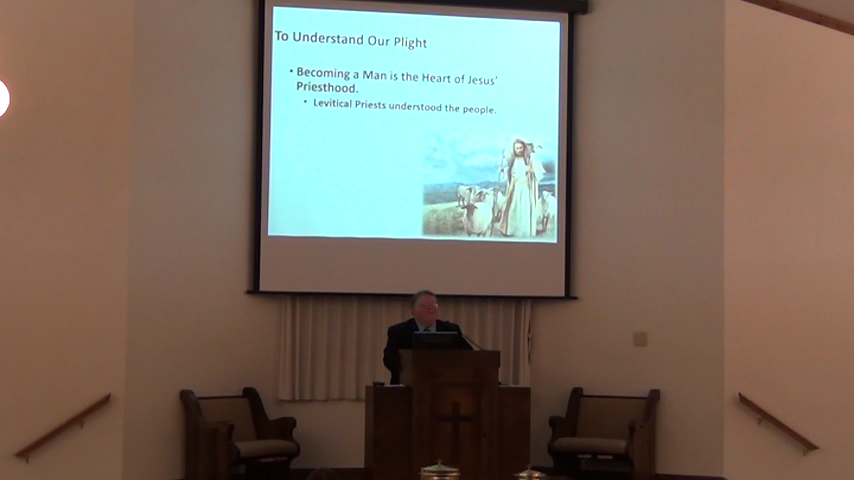 To Understand Our Plight
• Becoming a Man is the Heart of Jesus'
Priesthood.
• Levitical Priests understood the people.